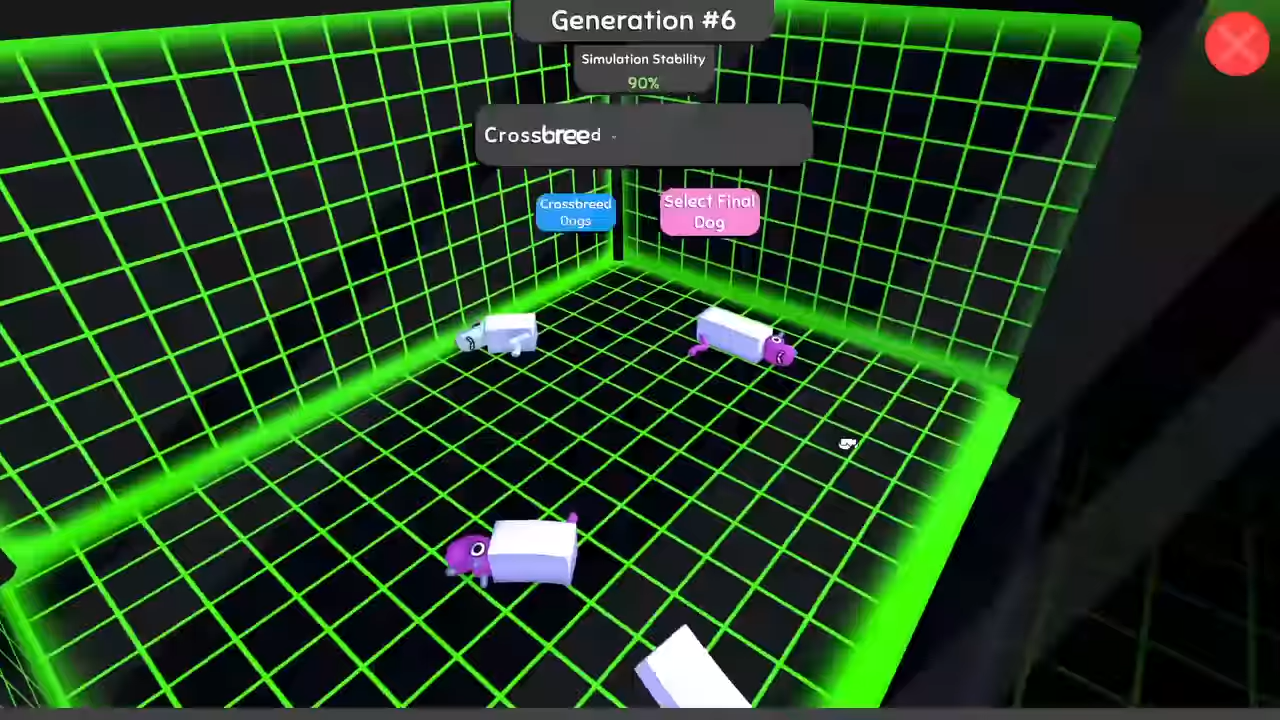 Generation #6
Simulation Stability
90%
Crossbreed
Crossbreed
Dogs
Select Final
Dog